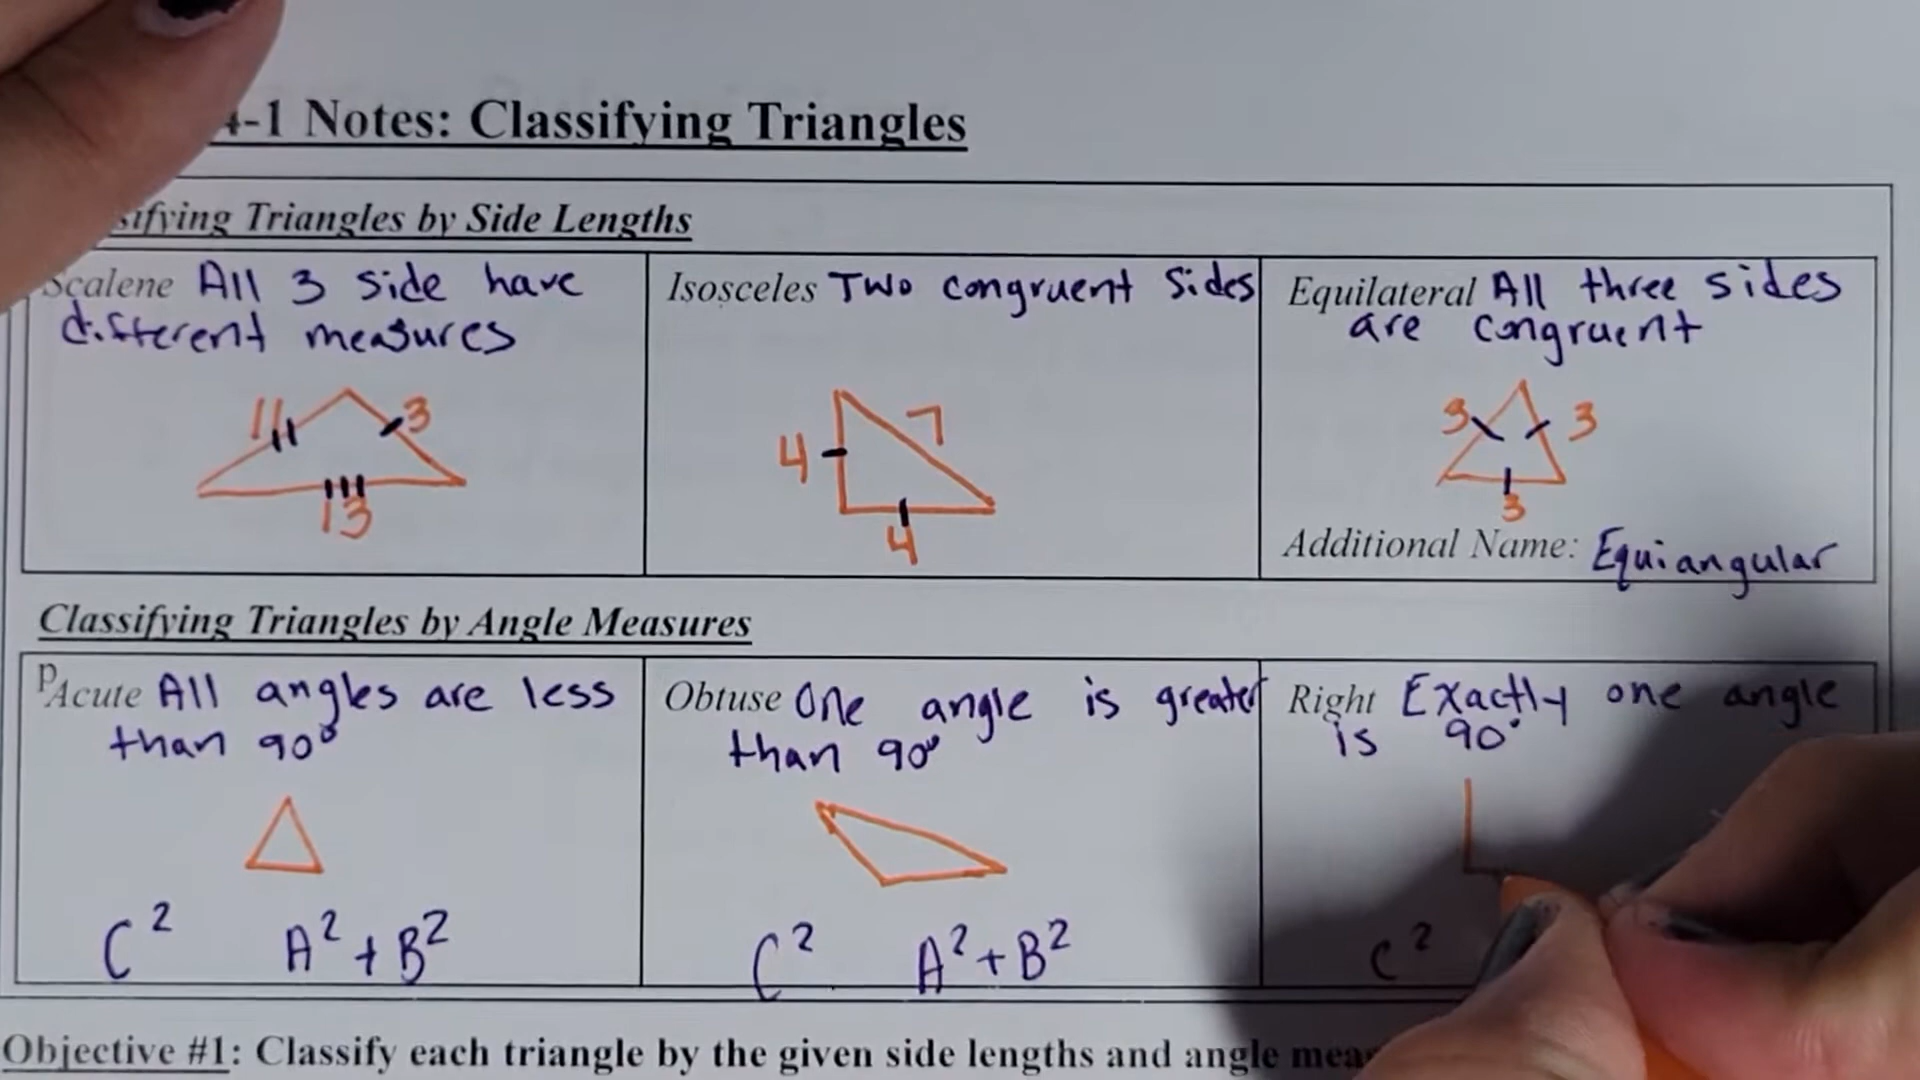 4-1 Notes: Classifying Triangles
sifying Triangles by Side Lengths
Scalene All 3 side have
different measures
11
3
13
Isosceles Two congruent sides
4
7
4
Equilateral All three sides
are congruent
3
3
3
Additional Name: Equiangular
Classifying Triangles by Angle Measures
P
Acute All angles are less
than 90°
C² A² + B²
Obtuse One angle is greater
than 90°
C² A² + B²
Right Exactly one angle
is 90°
C²
Objective #1: Classify each triangle by the given side lengths and angle mea